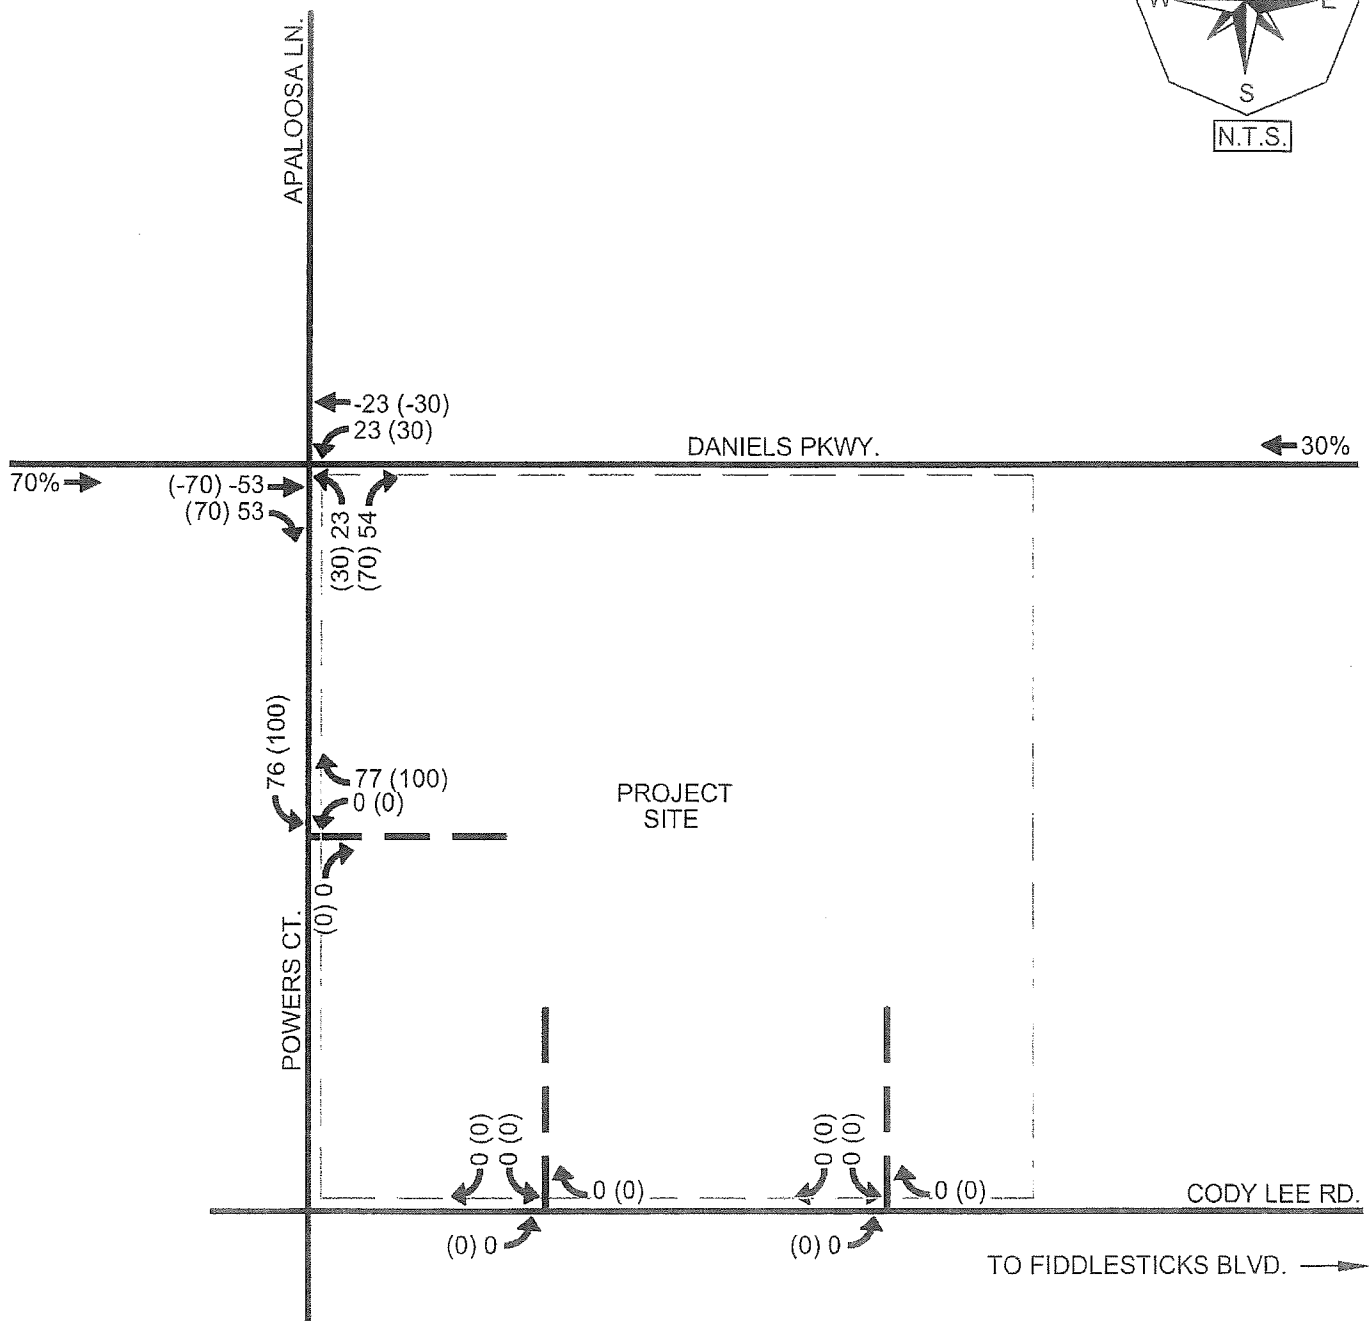 W E
S
N.T.S.
APALOOSA LN.
-23 (-30)
23 (30)
DANIELS PKWY.
30%
70%
(-70) -53
(70) 53
(30) 23
(70) 54
76 (100)
77 (100)
0 (0)
PROJECT
SITE
(0) 0
POWERS CT.
0 (0)
0 (0)
0 (0)
0 (0)
0 (0)
0 (0)
CODY LEE RD.
(0) 0
(0) 0
TO FIDDLESTICKS BLVD.